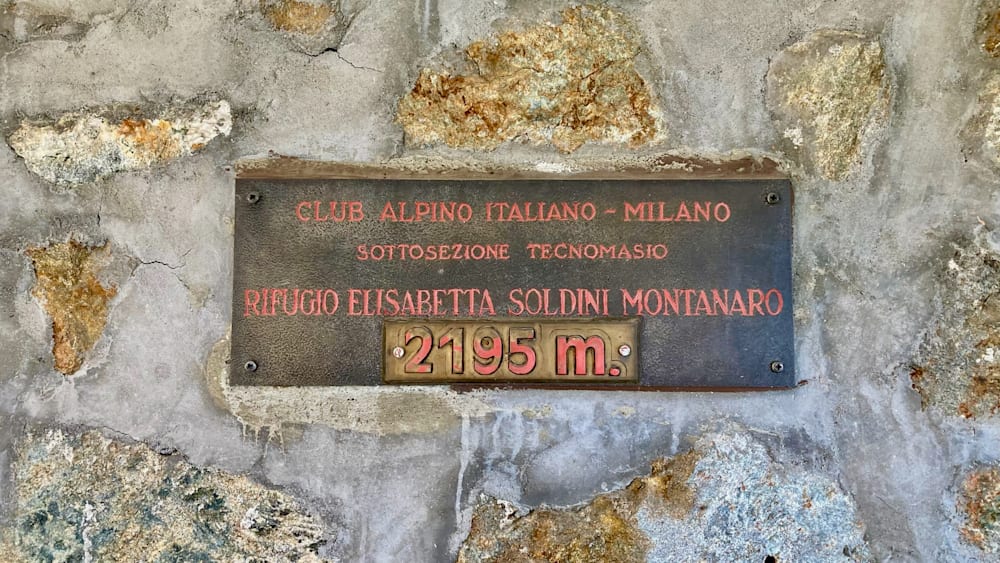 CLUB ALPINO ITALIANO - MILANO
SOTTOSEZIONE TECNOMASIO
RIFUGIO ELISABETTA SOLDINI MONTANARO
2195 m.